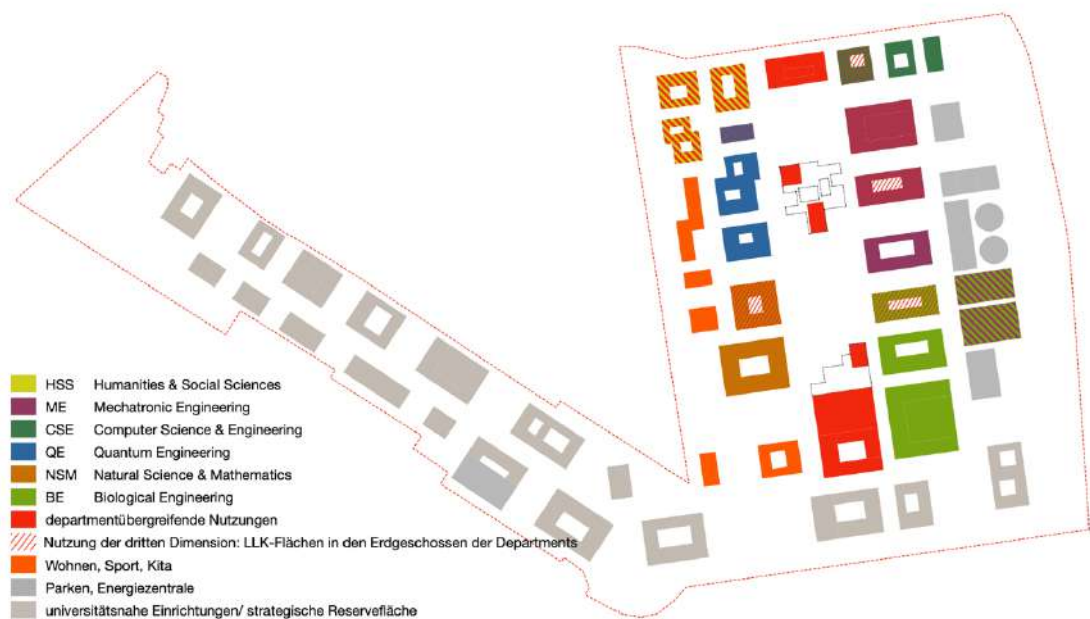 HSS Humanities & Social Sciences
ME Mechatronic Engineering
CSE Computer Science & Engineering
QE Quantum Engineering
NSM Natural Science & Mathematics
BE Biological Engineering
departmentübergreifende Nutzungen
Nutzung der dritten Dimension: LLK-Flächen in den Erdgeschossen der Departments
Wohnen, Sport, Kita
Parken, Energiezentrale
universitätsnahe Einrichtungen/ strategische Reservefläche